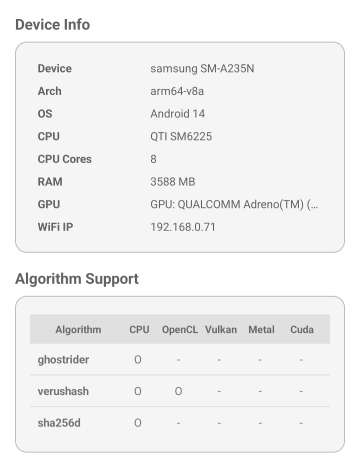 Device Info
Device samsung SM-A235N
Arch arm64-v8a
OS Android 14
CPU QTI SM6225
CPU Cores 8
RAM 3588 MB
GPU GPU: QUALCOMM Adreno(TM) (...
WiFi IP 192.168.0.71
Algorithm Support
Algorithm CPU OpenCL Vulkan Metal Cuda
ghostrider O - - - -
verushash O O - - -
sha256d O - - - -